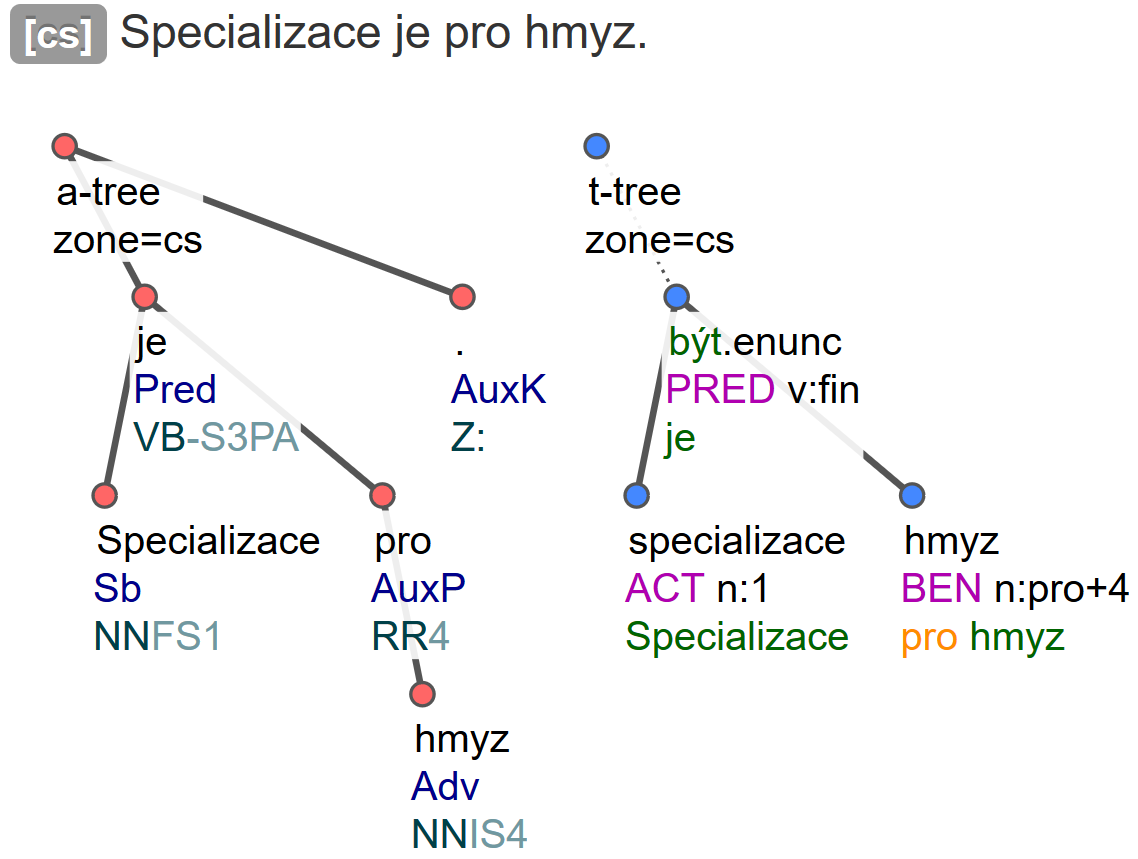 [cs] Specializace je pro hmyz.
a-tree
zone=cs
je
Pred
VB-S3PA
.
AuxK
Z:
Specializace
Sb
NNFS1
pro
AuxP
RR4
hmyz
Adv
NNIS4
t-tree
zone=cs
být.enunc
PRED v:fin
je
specializace
ACT n:1
Specializace
hmyz
BEN n:pro+4
pro hmyz